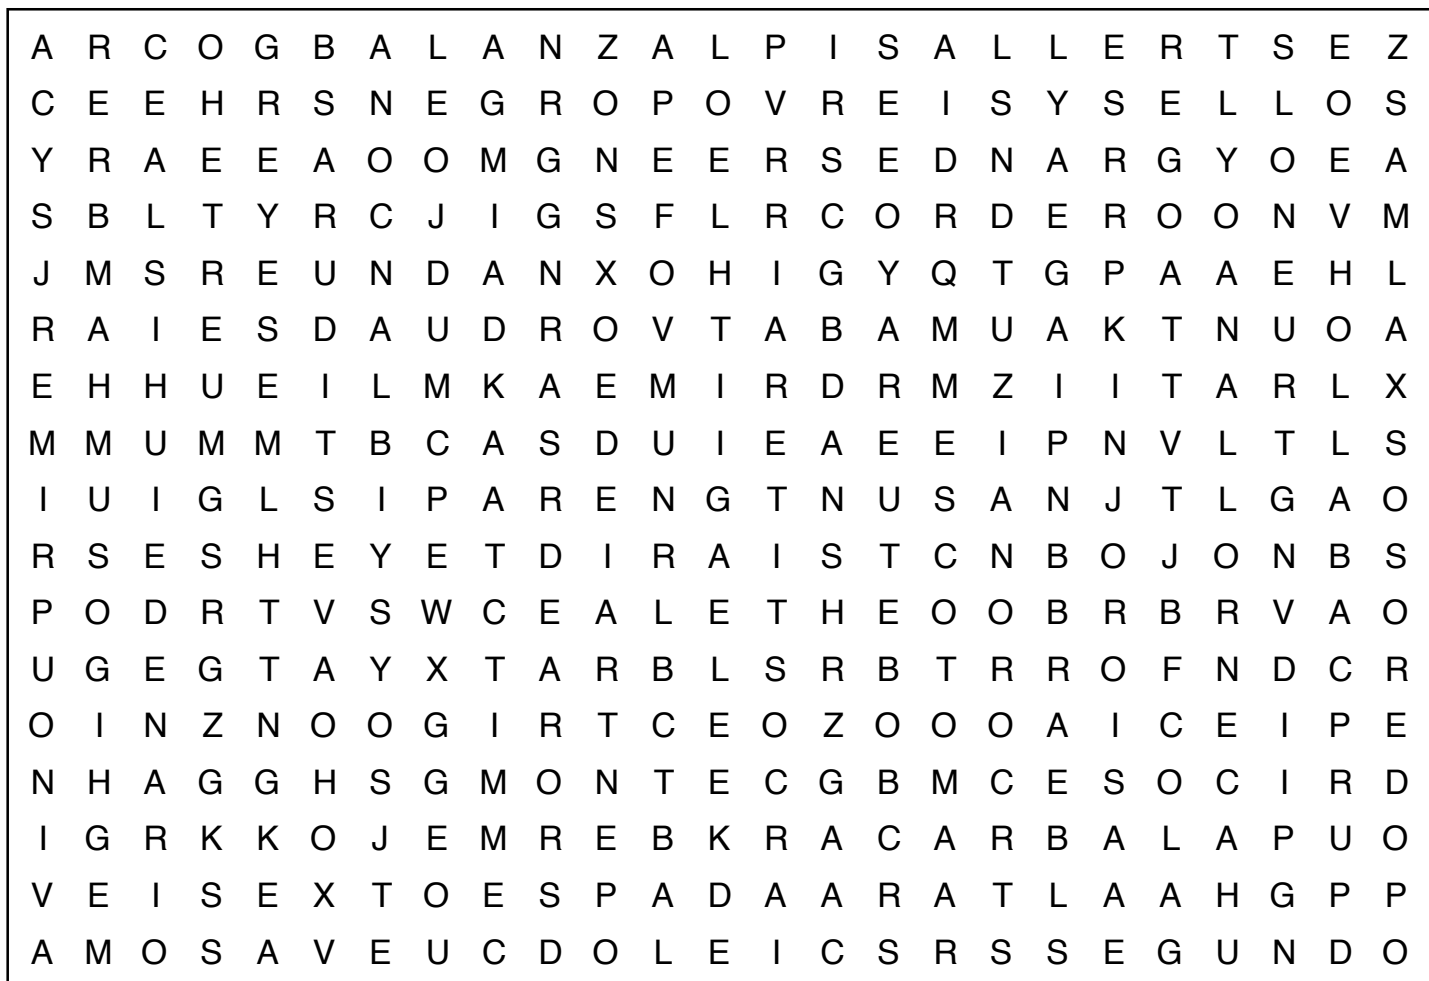 A R C O G B A L A N Z A L P I S A L L E R T S E Z
C E E H R S N E G R O P O V R E I S Y S E L L O S
Y R A E E A O O M G N E E R S E D N A R G Y O E A
S B L T Y R C J I G S F L R C O R D E R O O N V M
J M S R E U N D A N X O H I G Y Q T G P A A E H L
R A I E S D A U D R O V T A B A M U A K T N U O A
E H H U E I L M K A E M I R D R M Z I I T A R L X
M M U M M T B C A S D U I E A E E I P N V L T L S
I U I G L S I P A R E N G T N U S A N J T L G A O
R S E S H E Y E T D I R A I S T C N B O J O N B S
P O D R T V S W C E A L E T H E O O B R B R V A O
U G E G T A Y X T A R B L S R B T R R O F N D C R
O I N Z N O O G I R T C E O Z O O O A I C E I P E
N H A G G H S G M O N T E C G B M C E S O C I R D
I G R K K O J E M R E B K R A C A R B A L A P U O
V E I S E X T O E S P A D A A R A T L A A H G P P
A M O S A V E U C D O L E I C S R S S E G U N D O